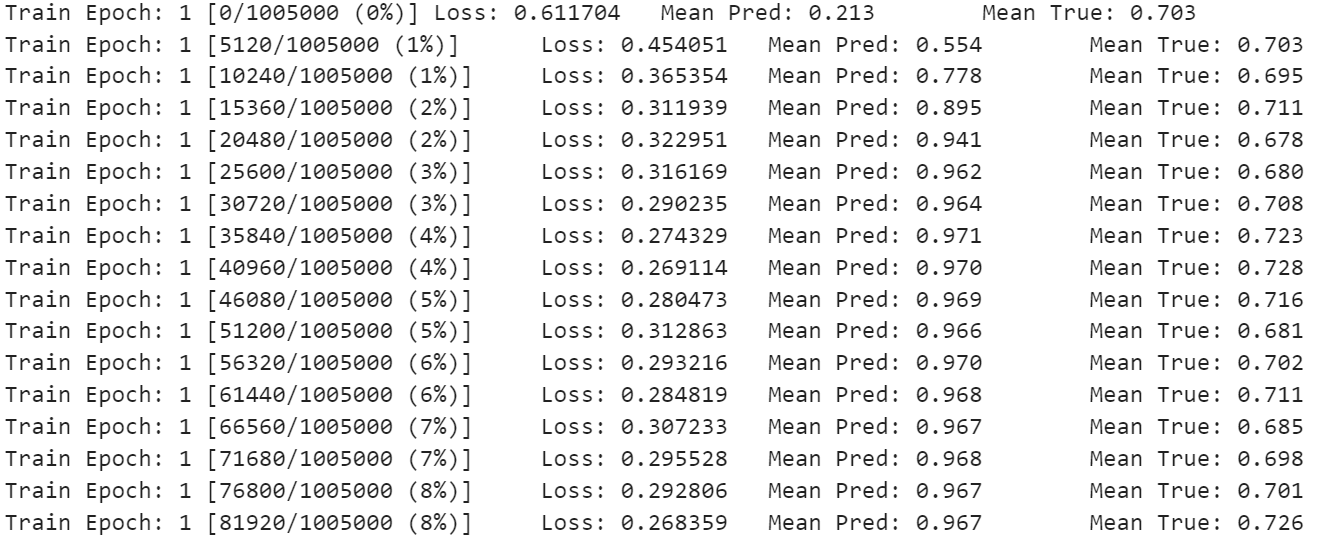 Train Epoch: 1 [0/1005000 (0%)] Loss: 0.611704 Mean Pred: 0.213 Mean True: 0.703
Train Epoch: 1 [5120/1005000 (1%)] Loss: 0.454051 Mean Pred: 0.554 Mean True: 0.703
Train Epoch: 1 [10240/1005000 (1%)] Loss: 0.365354 Mean Pred: 0.778 Mean True: 0.695
Train Epoch: 1 [15360/1005000 (2%)] Loss: 0.311939 Mean Pred: 0.895 Mean True: 0.711
Train Epoch: 1 [20480/1005000 (2%)] Loss: 0.322951 Mean Pred: 0.941 Mean True: 0.678
Train Epoch: 1 [25600/1005000 (3%)] Loss: 0.316169 Mean Pred: 0.962 Mean True: 0.680
Train Epoch: 1 [30720/1005000 (3%)] Loss: 0.290235 Mean Pred: 0.964 Mean True: 0.708
Train Epoch: 1 [35840/1005000 (4%)] Loss: 0.274329 Mean Pred: 0.971 Mean True: 0.723
Train Epoch: 1 [40960/1005000 (4%)] Loss: 0.269114 Mean Pred: 0.970 Mean True: 0.728
Train Epoch: 1 [46080/1005000 (5%)] Loss: 0.280473 Mean Pred: 0.969 Mean True: 0.716
Train Epoch: 1 [51200/1005000 (5%)] Loss: 0.312863 Mean Pred: 0.966 Mean True: 0.681
Train Epoch: 1 [56320/1005000 (6%)] Loss: 0.293216 Mean Pred: 0.970 Mean True: 0.702
Train Epoch: 1 [61440/1005000 (6%)] Loss: 0.284819 Mean Pred: 0.968 Mean True: 0.711
Train Epoch: 1 [66560/1005000 (7%)] Loss: 0.307233 Mean Pred: 0.967 Mean True: 0.685
Train Epoch: 1 [71680/1005000 (7%)] Loss: 0.295528 Mean Pred: 0.968 Mean True: 0.698
Train Epoch: 1 [76800/1005000 (8%)] Loss: 0.292806 Mean Pred: 0.967 Mean True: 0.701
Train Epoch: 1 [81920/1005000 (8%)] Loss: 0.268359 Mean Pred: 0.967 Mean True: 0.726